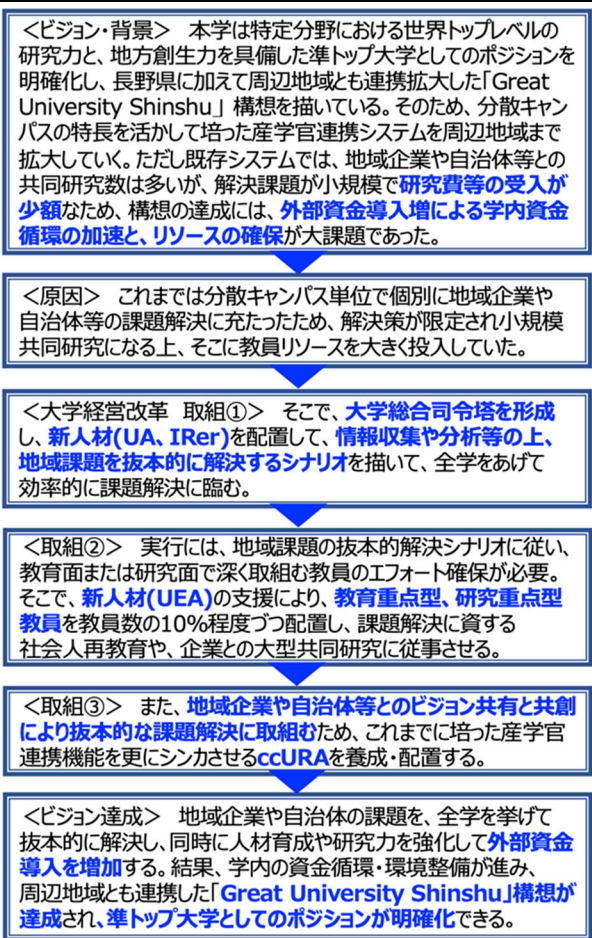 ＜ビジョン・背景＞　本学は特定分野における世界トップレベルの
研究力と、地方創生力を具備した準トップ大学としてのポジションを
明確化し、長野県に加えて周辺地域とも連携拡大した「Great
University Shinshu」構想を描いている。そのため、分散キャン
パスの特長を活かして培った産学官連携システムを周辺地域まで
拡大していく。ただし既存システムでは、地域企業や自治体等との
共同研究数は多いが、解決課題が小規模で研究費等の受入が
少額なため、構想の達成には、外部資金導入増による学内資金
循環の加速と、リソースの確保が大課題であった。
＜原因＞　これまでは分散キャンパス単位で個別に地域企業や
自治体等の課題解決に充たったため、解決策が限定され小規模
共同研究になる上、そこに教員リソースを大きく投入していた。
＜大学経営改革　取組①＞　そこで、大学総合司令塔を形成
し、新人材(UA、IRer)を配置して、情報収集や分析等の上、
地域課題を抜本的に解決するシナリオを描いて、全学をあげて
効率的に課題解決に臨む。
＜取組②＞　実行には、地域課題の抜本的解決シナリオに従い、
教育面または研究面で深く取組む教員のエフォート確保が必要。
そこで、新人材(UEA)の支援により、教育重点型、研究重点型
教員を教員数の10%程度づつ配置し、課題解決に資する
社会人再教育や、企業との大型共同研究に従事させる。
＜取組③＞　また、地域企業や自治体等とのビジョン共有と共創
により抜本的な課題解決に取組むため、これまでに培った産学官
連携機能を更にシンカさせるccURAを養成・配置する。
＜ビジョン達成＞　地域企業や自治体の課題を、全学を挙げて
抜本的に解決し、同時に人材育成や研究力を強化して外部資金
導入を増加する。結果、学内の資金循環・環境整備が進み、
周辺地域とも連携した「Great University Shinshu」構想が
達成され、準トップ大学としてのポジションが明確化できる。